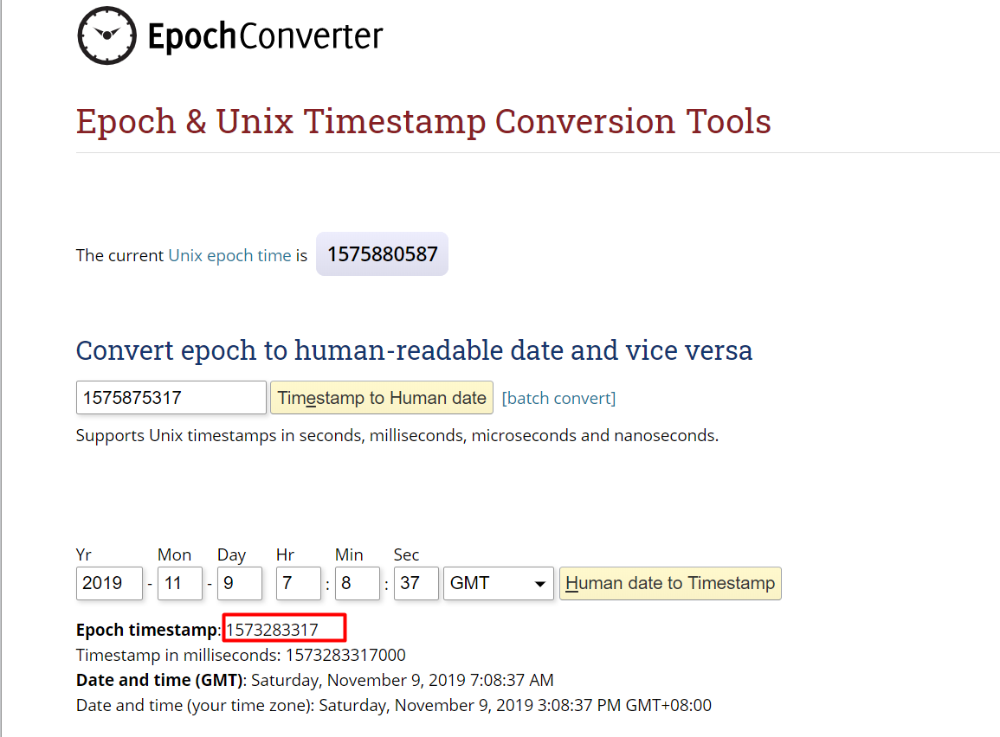 EpochConverter
Epoch & Unix Timestamp Conversion Tools
The current Unix epoch time is 1575880587
Convert epoch to human-readable date and vice versa
1575875317 Timestamp to Human date [batch convert]
Supports Unix timestamps in seconds, milliseconds, microseconds and nanoseconds.
Yr Mon Day Hr Min Sec
2019 - 11 - 9 7 : 8 : 37 GMT Human date to Timestamp
Epoch timestamp: 1573283317
Timestamp in milliseconds: 1573283317000
Date and time (GMT): Saturday, November 9, 2019 7:08:37 AM
Date and time (your time zone): Saturday, November 9, 2019 3:08:37 PM GMT+08:00